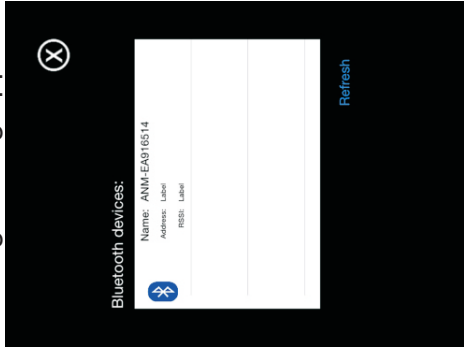 Bluetooth devices:
Name: ANM-EA916514
Address: Label
RSSI: Label
Refresh